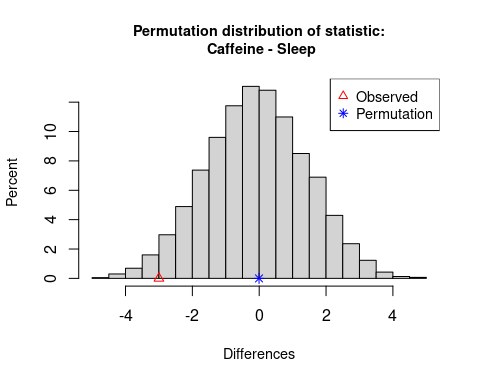 Permutation distribution of statistic:
Caffeine - Sleep
Observed
Permutation
Percent
10
8
6
4
2
0
-4
-2
0
2
4
Differences